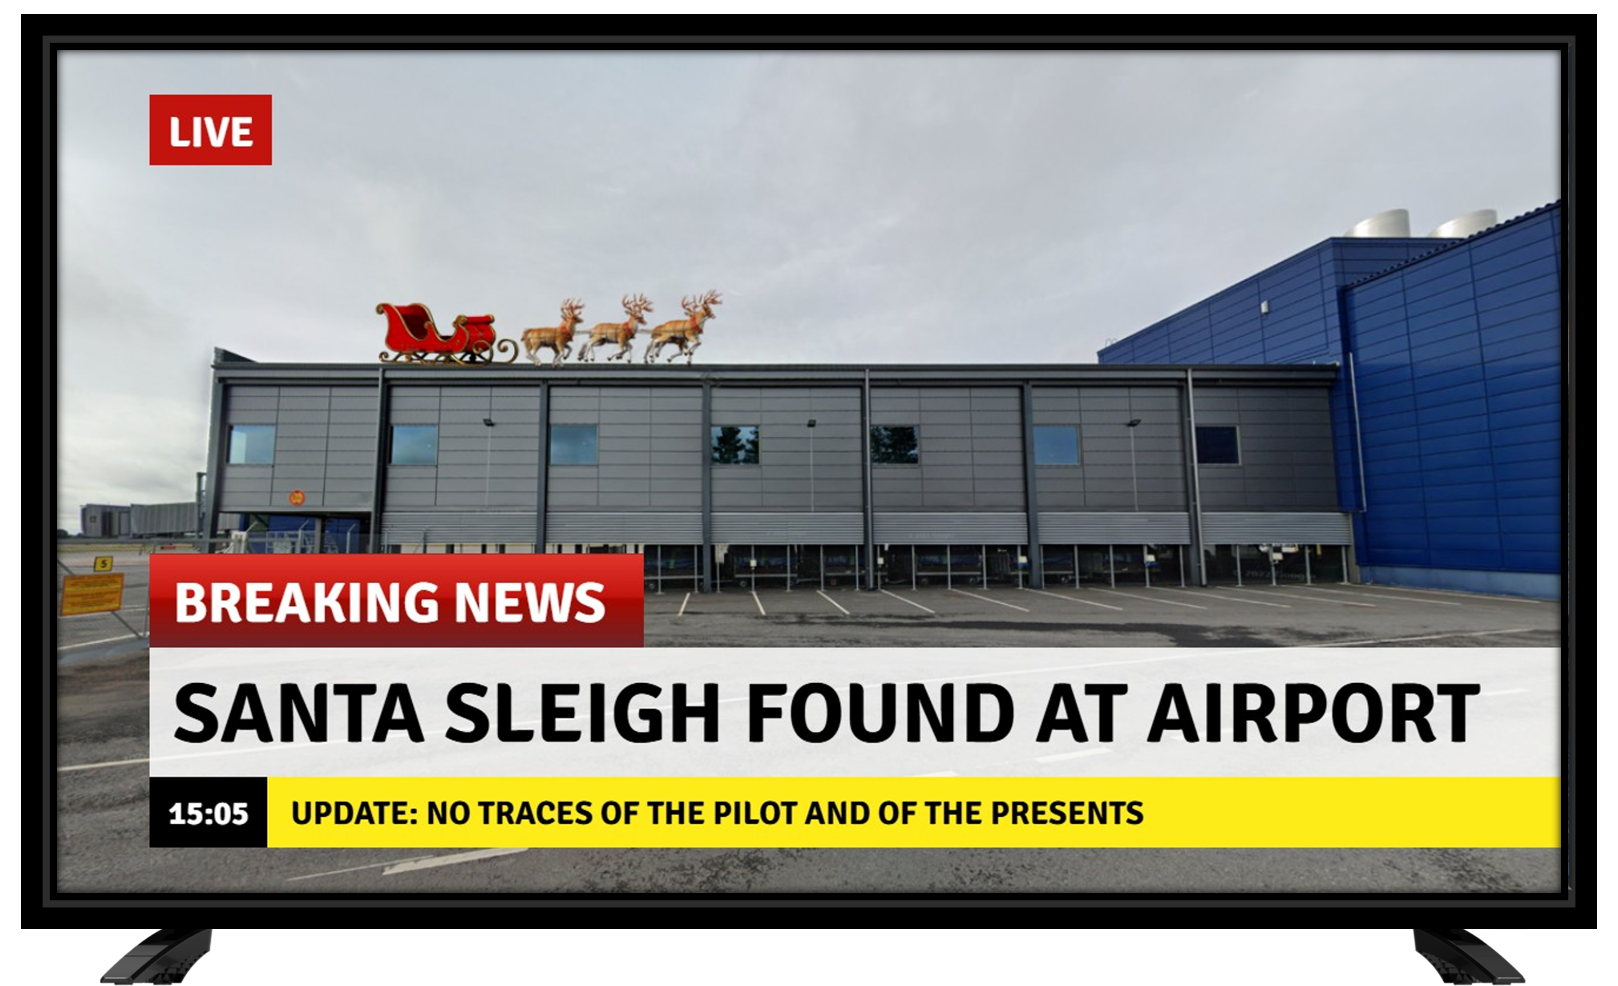 LIVE
5
BREAKING NEWS
SANTA SLEIGH FOUND AT AIRPORT
15:05
UPDATE: NO TRACES OF THE PILOT AND OF THE PRESENTS